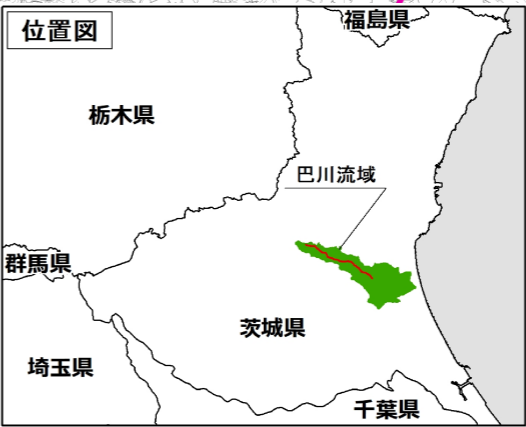 位置図
福島県
栃木県
巴川流域
群馬県
茨城県
埼玉県
千葉県